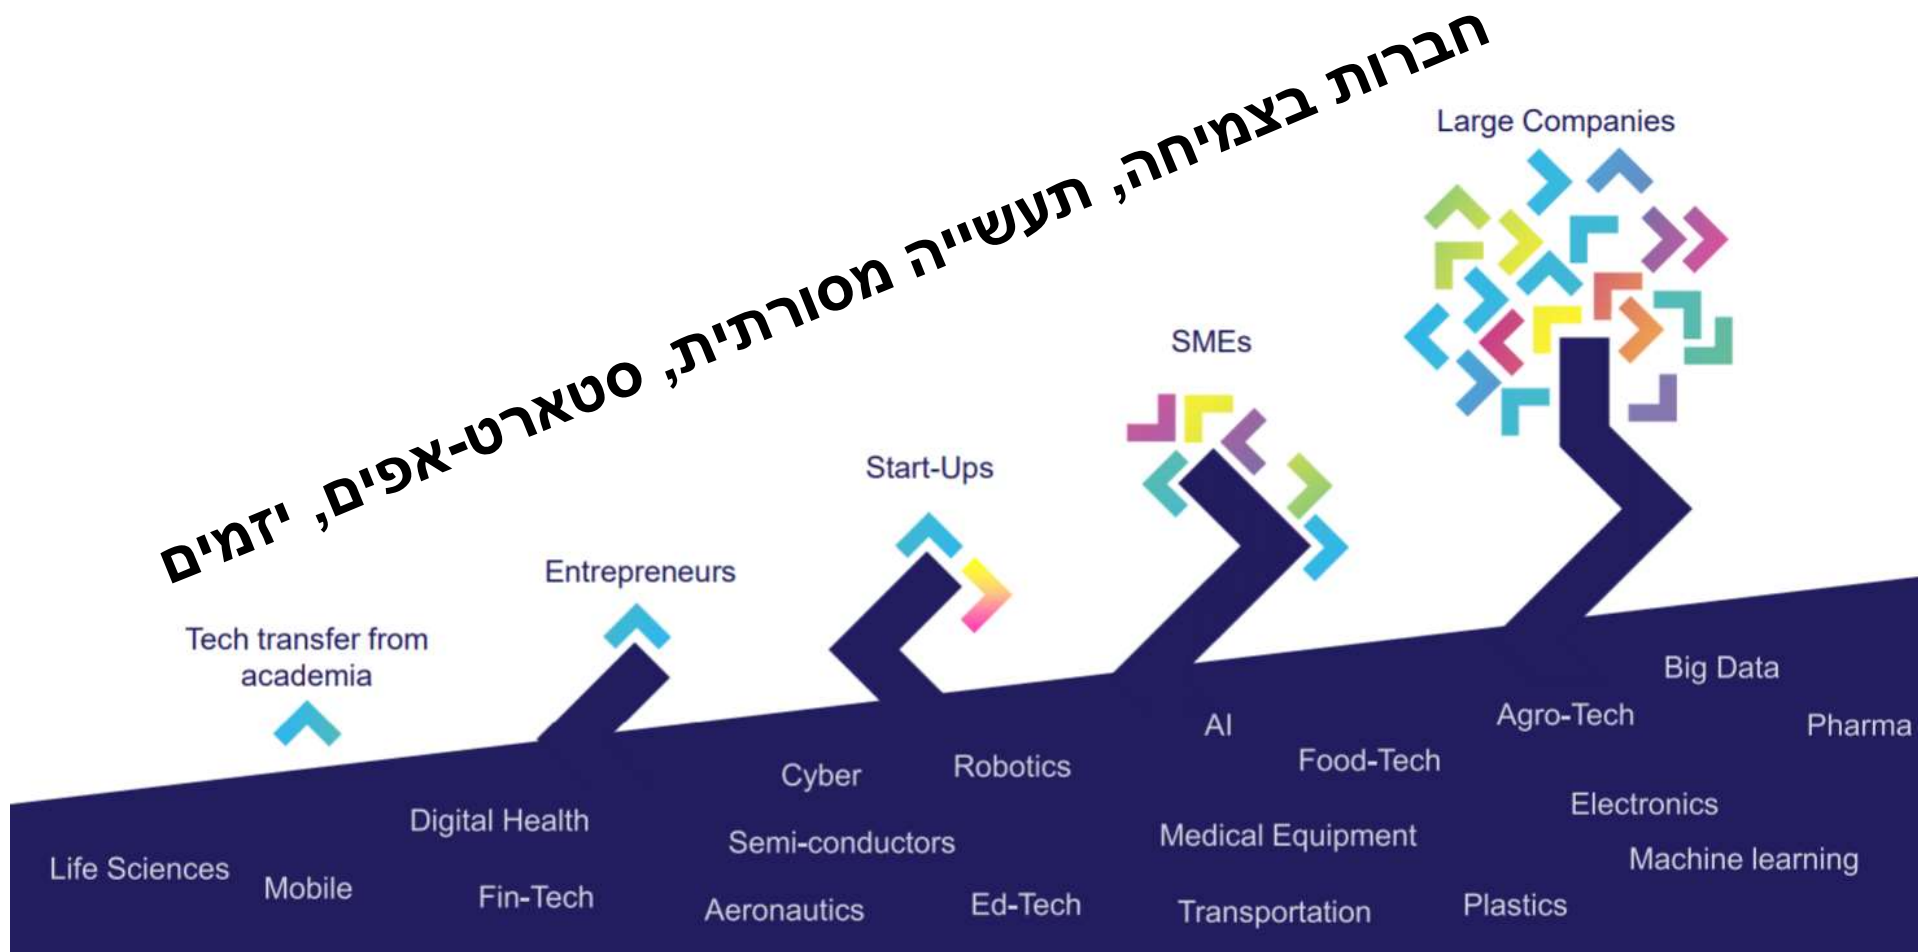 חברות בצמיחה, תעשייה מסורתית, סטארט-אפים, יזמים
Large Companies
SMEs
Start-Ups
Entrepreneurs
Tech transfer from
academia
Big Data
Agro-Tech
Pharma
AI
Food-Tech
Cyber
Robotics
Electronics
Digital Health
Semi-conductors
Medical Equipment
Machine learning
Life Sciences
Mobile
Fin-Tech
Aeronautics
Ed-Tech
Transportation
Plastics